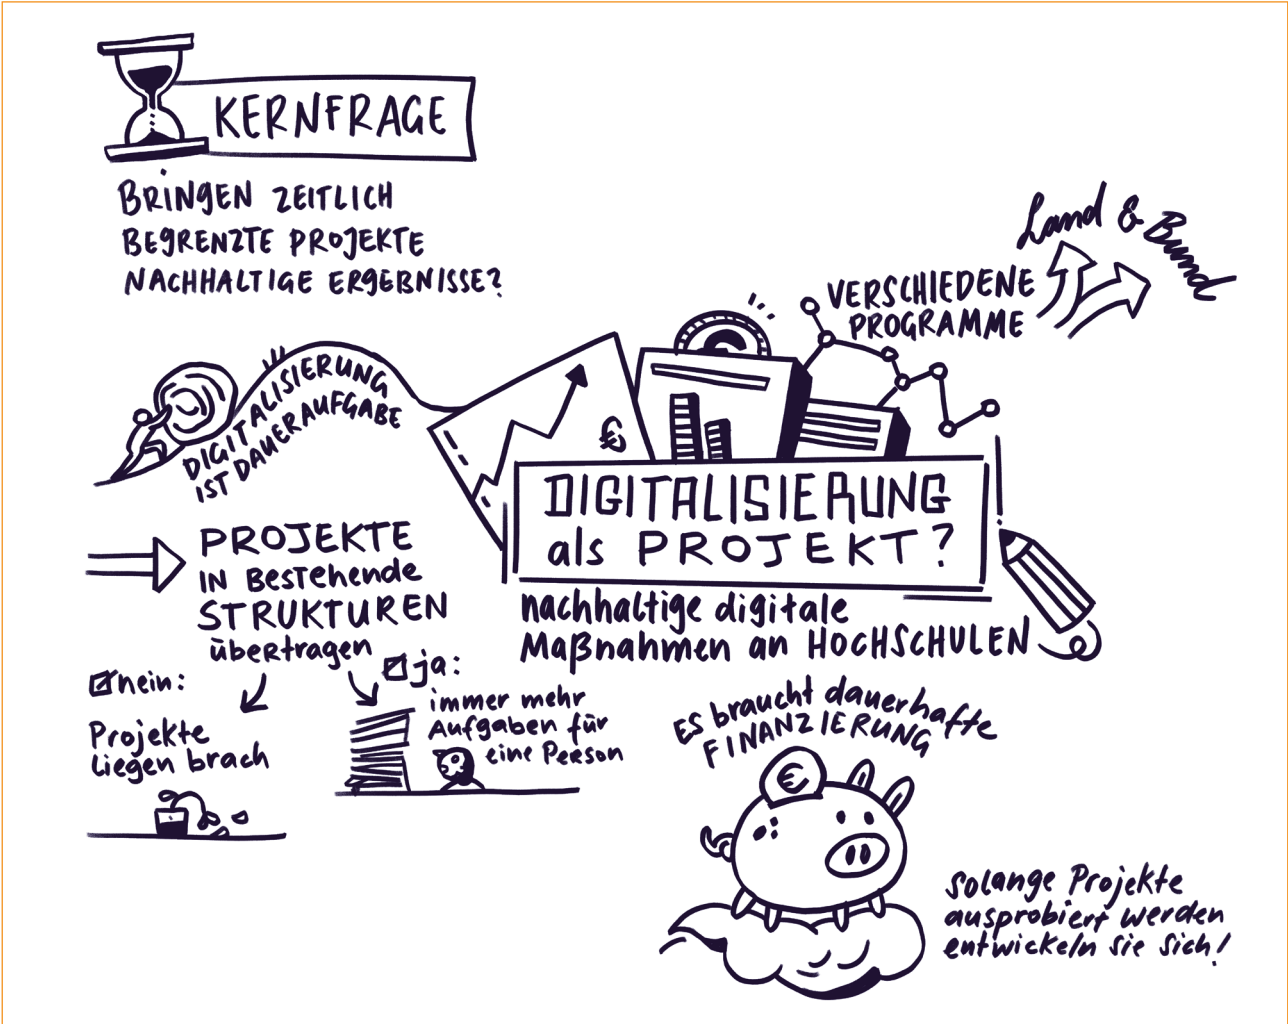 KERNFRAGE
BRINGEN ZEITLICH
BEGRENZTE PROJEKTE
NACHHALTIGE ERGEBNISSE?
Land & Bund
VERSCHIEDENE
PROGRAMME
DIGITALISIERUNG
IST DAUERAUFGABE
€
DIGITALISIERUNG
als PROJEKT?
nachhaltige digitale
Maßnahmen an HOCHSCHULEN
PROJEKTE
IN Bestehende
STRUKTUREN
übertragen
nein:
Projekte
liegen brach
ja:
immer mehr
Aufgaben für
eine Person
ES braucht dauerhafte
FINANZIERUNG
€
solange Projekte
ausprobiert werden
entwickeln sie sich!